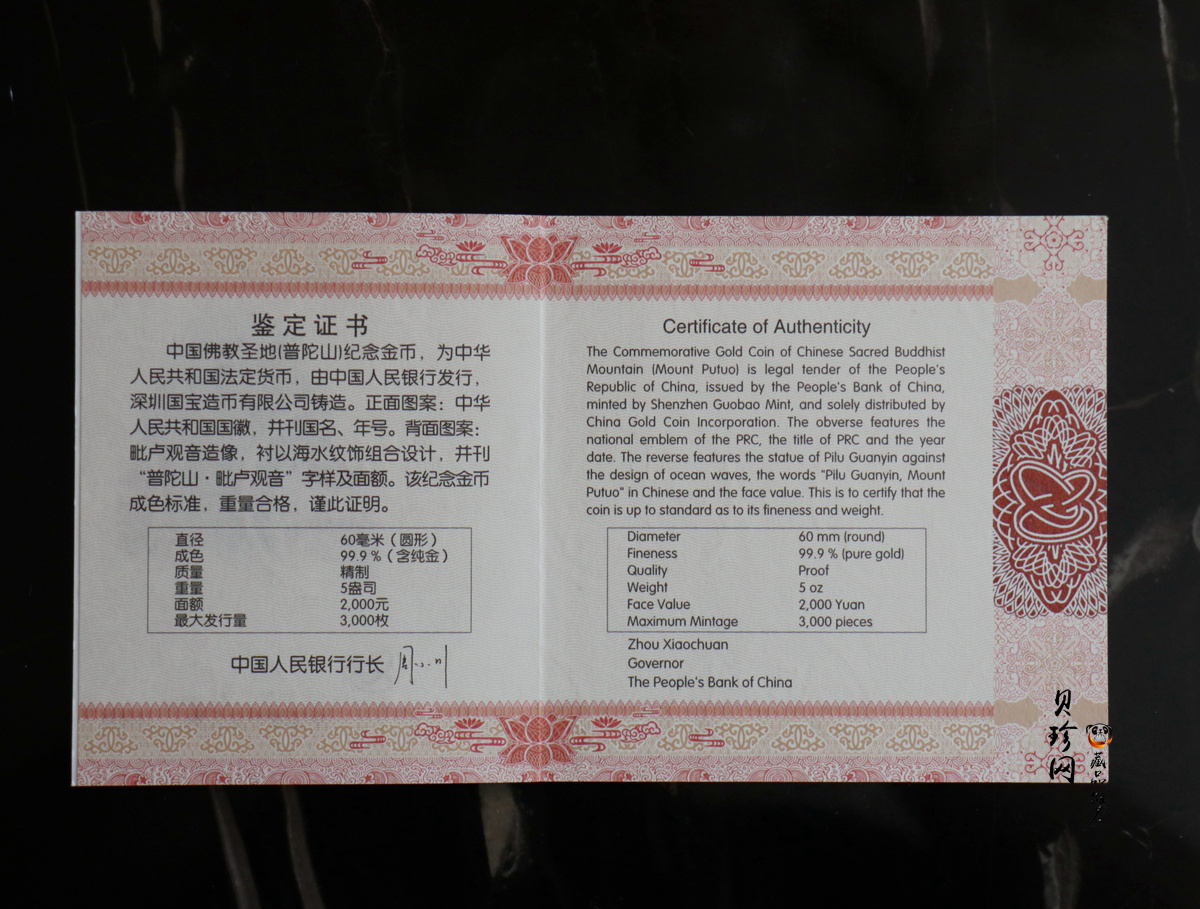 鉴定证书
中国佛教圣地(普陀山)纪念金币，为中华
人民共和国法定货币，由中国人民银行发行，
深圳国宝造币有限公司铸造。正面图案：中华
人民共和国国徽，并刊国名、年号。背面图案：
毗卢观音造像，衬以海水纹饰组合设计，并刊
“普陀山·毗卢观音”字样及面额。该纪念金币
成色标准，重量合格，谨此证明。
直径 60毫米（圆形）
成色 99.9％（含纯金）
质量 精制
重量 5盎司
面额 2,000元
最大发行量 3,000枚
中国人民银行行长
Certificate of Authenticity
The Commemorative Gold Coin of Chinese Sacred Buddhist
Mountain (Mount Putuo) is legal tender of the People's
Republic of China, issued by the People's Bank of China,
minted by Shenzhen Guobao Mint, and solely distributed by
China Gold Coin Incorporation. The obverse features the
national emblem of the PRC, the title of PRC and the year
date. The reverse features the statue of Pilu Guanyin against
the design of ocean waves, the words "Pilu Guanyin, Mount
Putuo" in Chinese and the face value. This is to certify that the
coin is up to standard as to its fineness and weight.
Diameter 60 mm (round)
Fineness 99.9 % (pure gold)
Quality Proof
Weight 5 oz
Face Value 2,000 Yuan
Maximum Mintage 3,000 pieces
Zhou Xiaochuan
Governor
The People's Bank of China
贝珍网